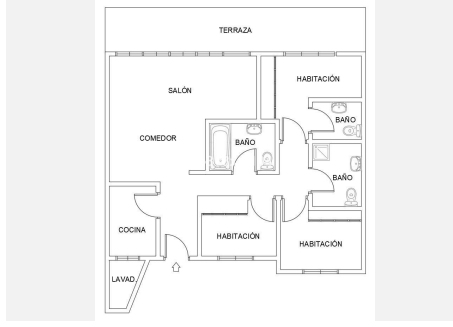 TERRAZA
HABITACIÓN
SALÓN
BAÑO
COMEDOR
BAÑO
BAÑO
COCINA
HABITACIÓN
HABITACIÓN
LAVAD.